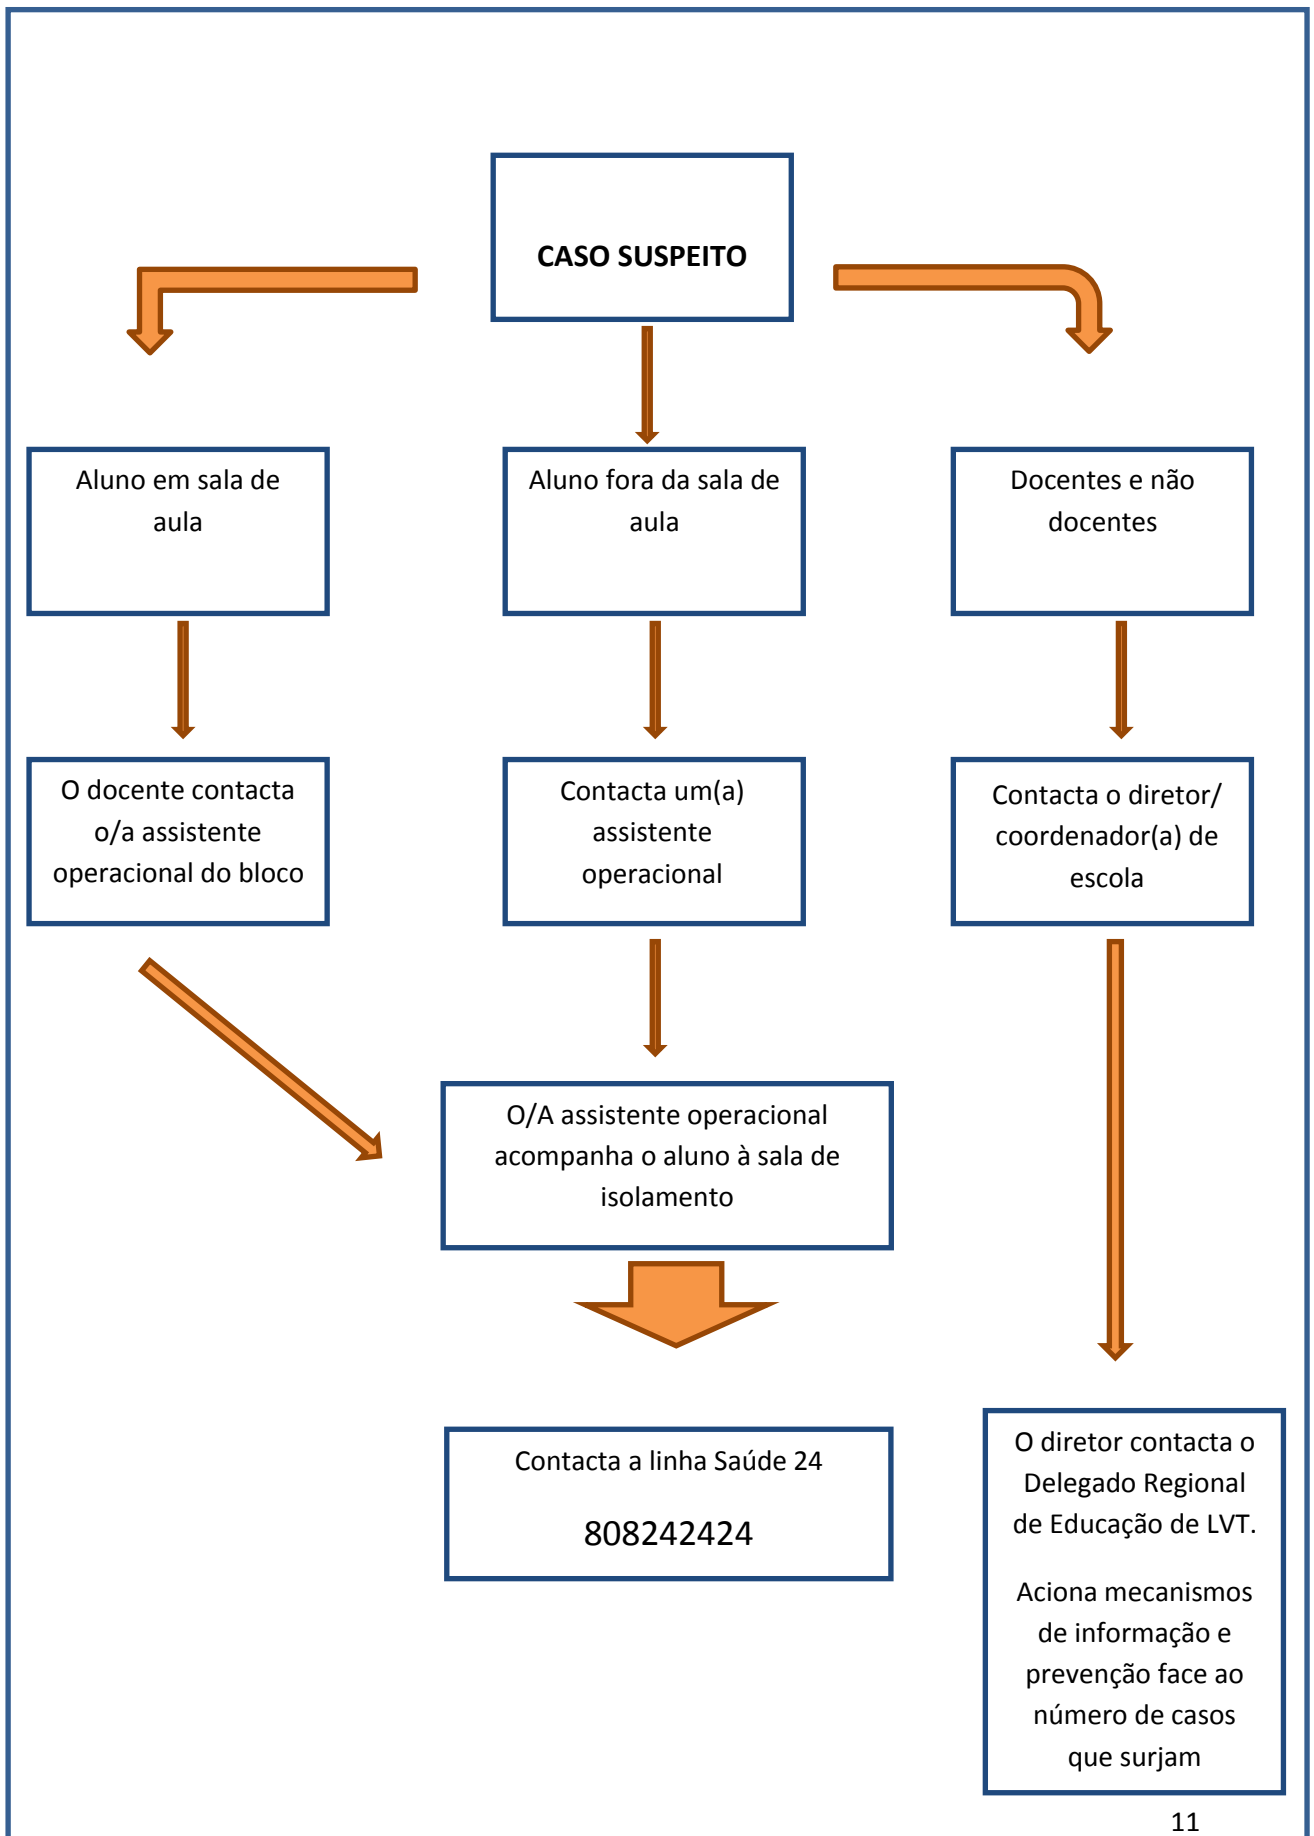 CASO SUSPEITO
Aluno em sala de
aula
Aluno fora da sala de
aula
Docentes e não
docentes
O docente contacta
o/a assistente
operacional do bloco
Contacta um(a)
assistente
operacional
Contacta o diretor/
coordenador(a) de
escola
O/A assistente operacional
acompanha o aluno à sala de
isolamento
Contacta a linha Saúde 24
808242424
O diretor contacta o
Delegado Regional
de Educação de LVT.
Aciona mecanismos
de informação e
prevenção face ao
número de casos
que surjam
11